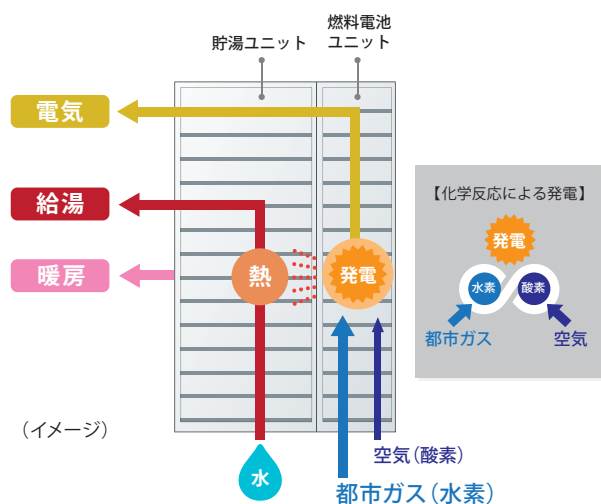 貯湯ユニット
燃料電池
ユニット
電気
給湯
暖房
熱
発電
【化学反応による発電】
発電
水素
酸素
都市ガス
空気
（イメージ）
水
空気（酸素）
都市ガス（水素）